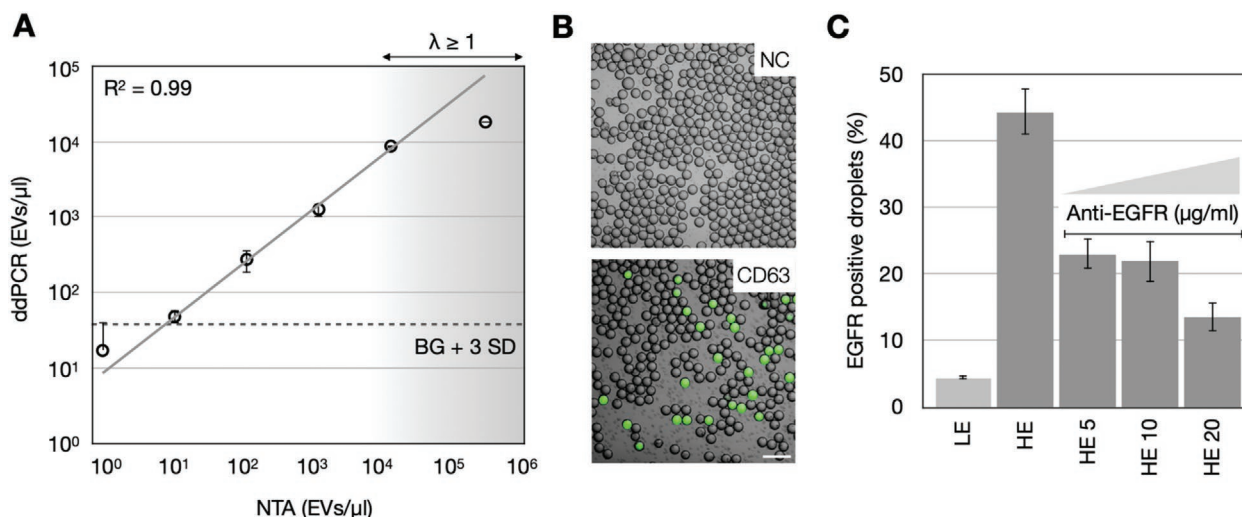 A
λ ≥ 1
10⁵
10⁴
10³
10²
10¹
10⁰
ddPCR (EVs/µl)
R² = 0.99
BG + 3 SD
10⁰ 10¹ 10² 10³ 10⁴ 10⁵ 10⁶
NTA (EVs/µl)
B
NC
CD63
C
50
40
30
20
10
0
EGFR positive droplets (%)
Anti-EGFR (µg/ml)
LE
HE
HE 5
HE 10
HE 20